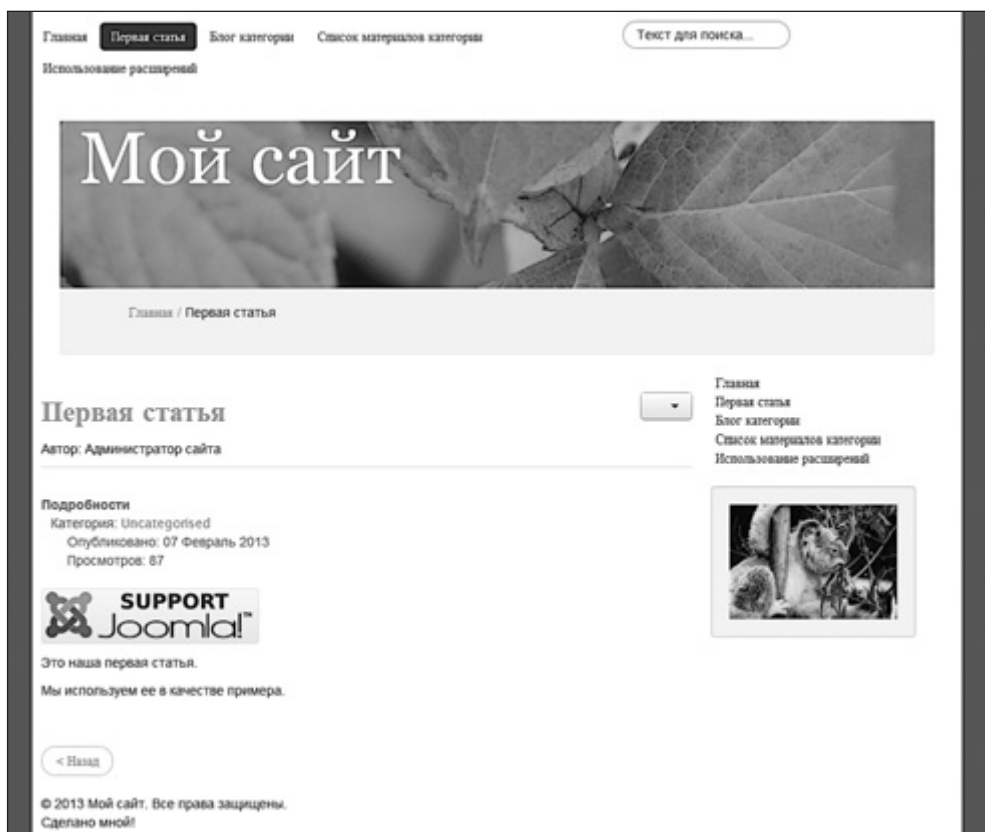 Главная Первая статья Блог категории Список материалов категории Текст для поиска...
Использование расширений
Мой сайт
Главная / Первая статья
Главная
Первая статья
Блог категории
Список материалов категории
Использование расширений
Первая статья
Автор: Администратор сайта
Подробности
Категория: Uncategorised
Опубликовано: 07 Февраль 2013
Просмотров: 87
SUPPORT
Joomla!™
Это наша первая статья.
Мы используем ее в качестве примера.
< Назад
© 2013 Мой сайт. Все права защищены.
Сделано мной!